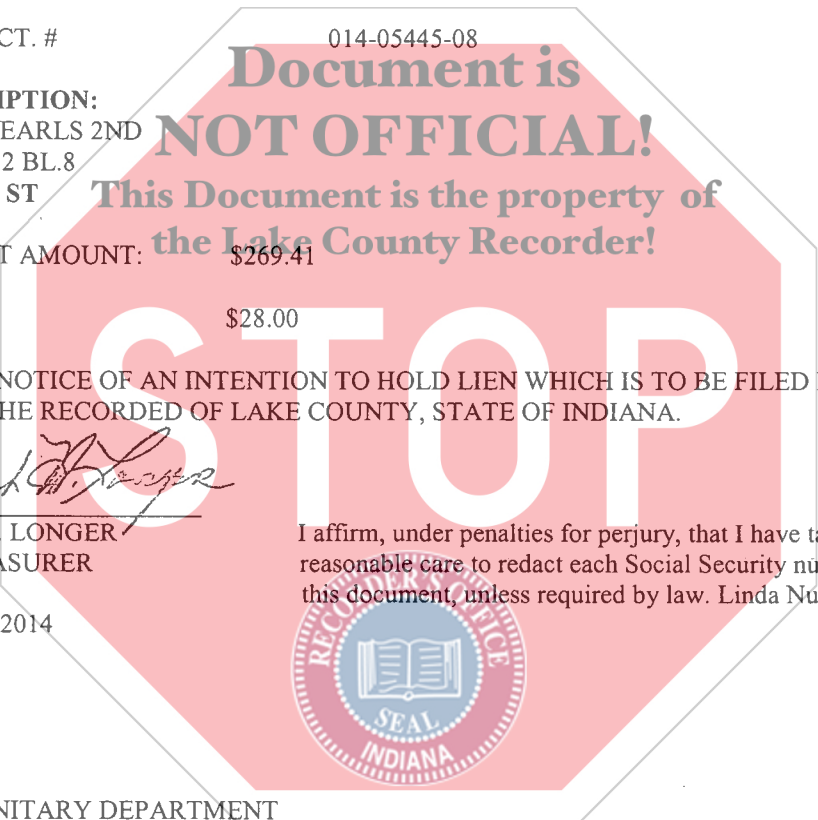 CT. # 014-05445-08
Document is
IPTION:
EARLS 2ND
NOT OFFICIAL!
2 BL.8
ST
This Document is the property of
the Lake County Recorder!
T AMOUNT: $269.41
$28.00
STOP
NOTICE OF AN INTENTION TO HOLD LIEN WHICH IS TO BE FILED
HE RECORDED OF LAKE COUNTY, STATE OF INDIANA.
LONGER
ASURER
I affirm, under penalties for perjury, that I have ta
reasonable care to redact each Social Security nu
this document, unless required by law. Linda Nu
2014
RECORDER'S OFFICE
SEAL
INDIANA
NITARY DEPARTMENT